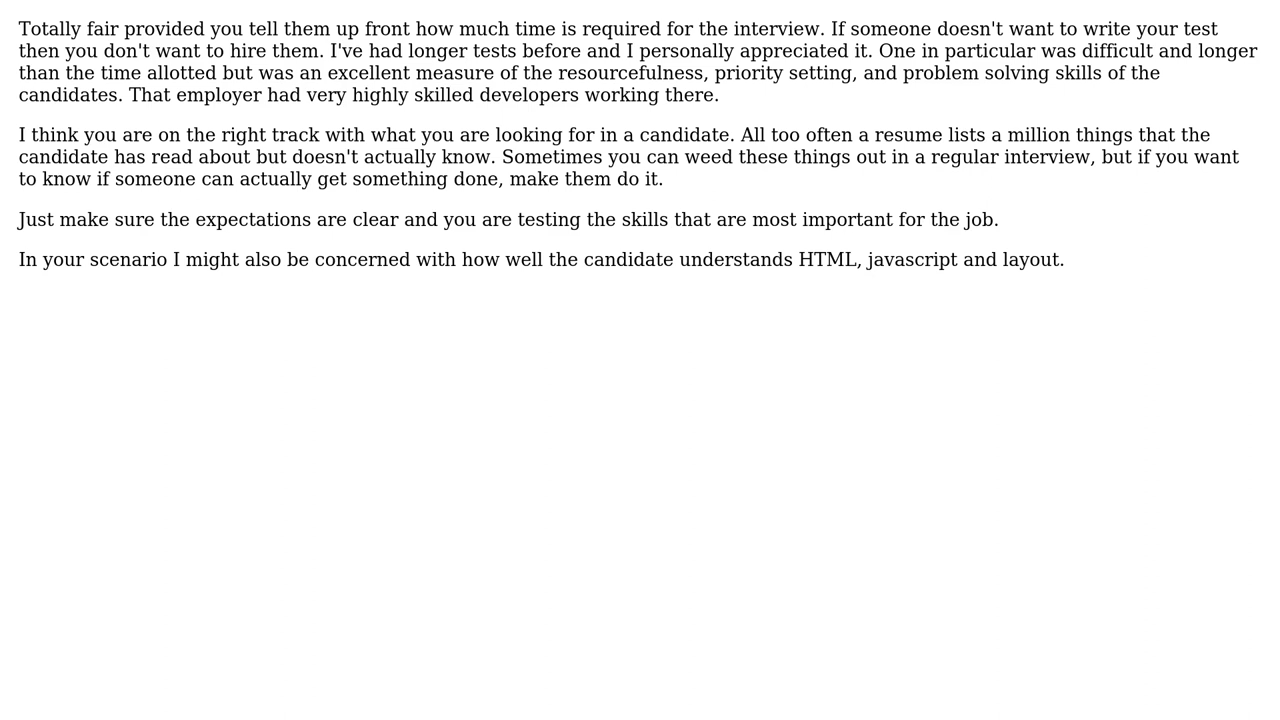 Totally fair provided you tell them up front how much time is required for the interview. If someone doesn't want to write your test
then you don't want to hire them. I've had longer tests before and I personally appreciated it. One in particular was difficult and longer
than the time allotted but was an excellent measure of the resourcefulness, priority setting, and problem solving skills of the
candidates. That employer had very highly skilled developers working there.
I think you are on the right track with what you are looking for in a candidate. All too often a resume lists a million things that the
candidate has read about but doesn't actually know. Sometimes you can weed these things out in a regular interview, but if you want
to know if someone can actually get something done, make them do it.
Just make sure the expectations are clear and you are testing the skills that are most important for the job.
In your scenario I might also be concerned with how well the candidate understands HTML, javascript and layout.